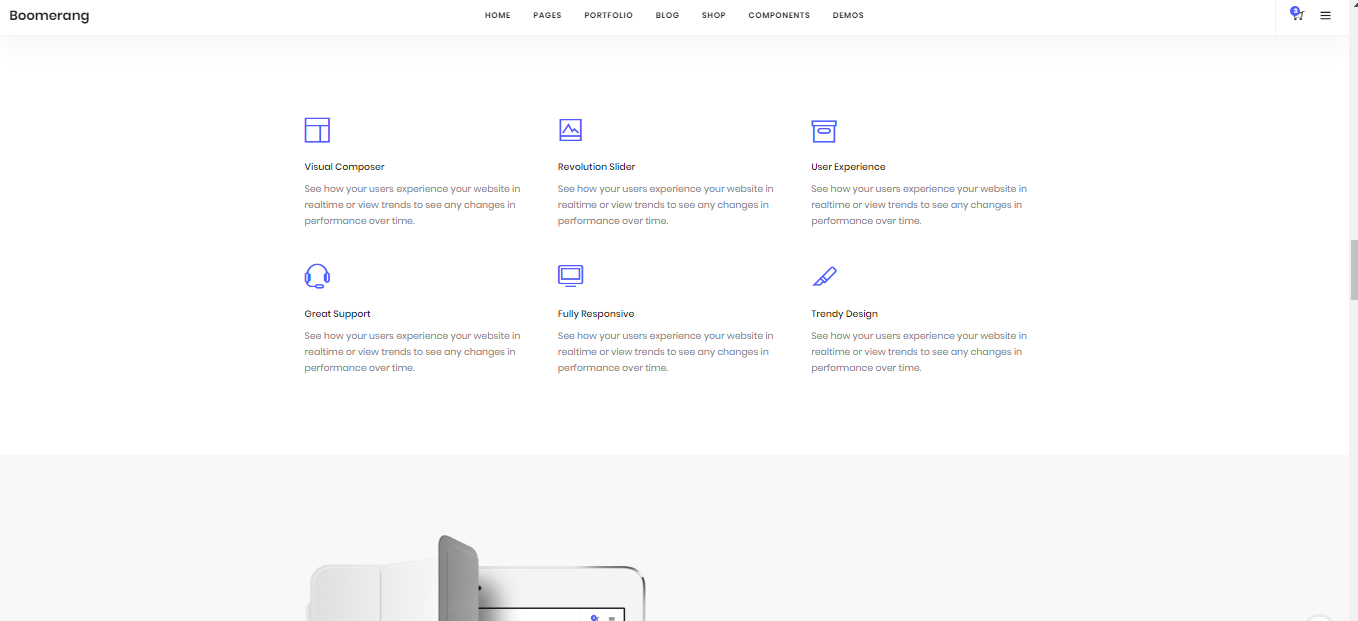 Boomerang
HOME PAGES PORTFOLIO BLOG SHOP COMPONENTS DEMOS
3
Visual Composer
See how your users experience your website in
realtime or view trends to see any changes in
performance over time.
Revolution Slider
See how your users experience your website in
realtime or view trends to see any changes in
performance over time.
User Experience
See how your users experience your website in
realtime or view trends to see any changes in
performance over time.
Great Support
See how your users experience your website in
realtime or view trends to see any changes in
performance over time.
Fully Responsive
See how your users experience your website in
realtime or view trends to see any changes in
performance over time.
Trendy Design
See how your users experience your website in
realtime or view trends to see any changes in
performance over time.